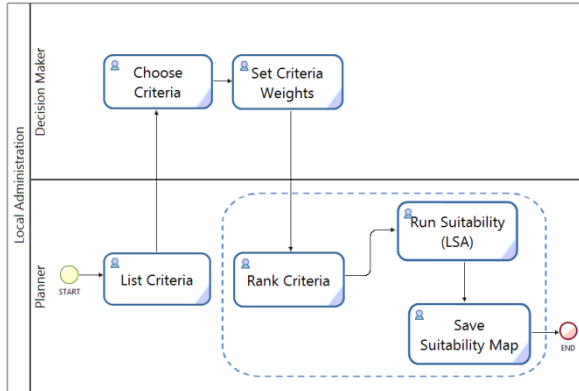 Local Administration
Decision Maker
Choose
Criteria
Set Criteria
Weights
Planner
START
List Criteria
Rank Criteria
Run Suitability
(LSA)
Save
Suitability Map
END